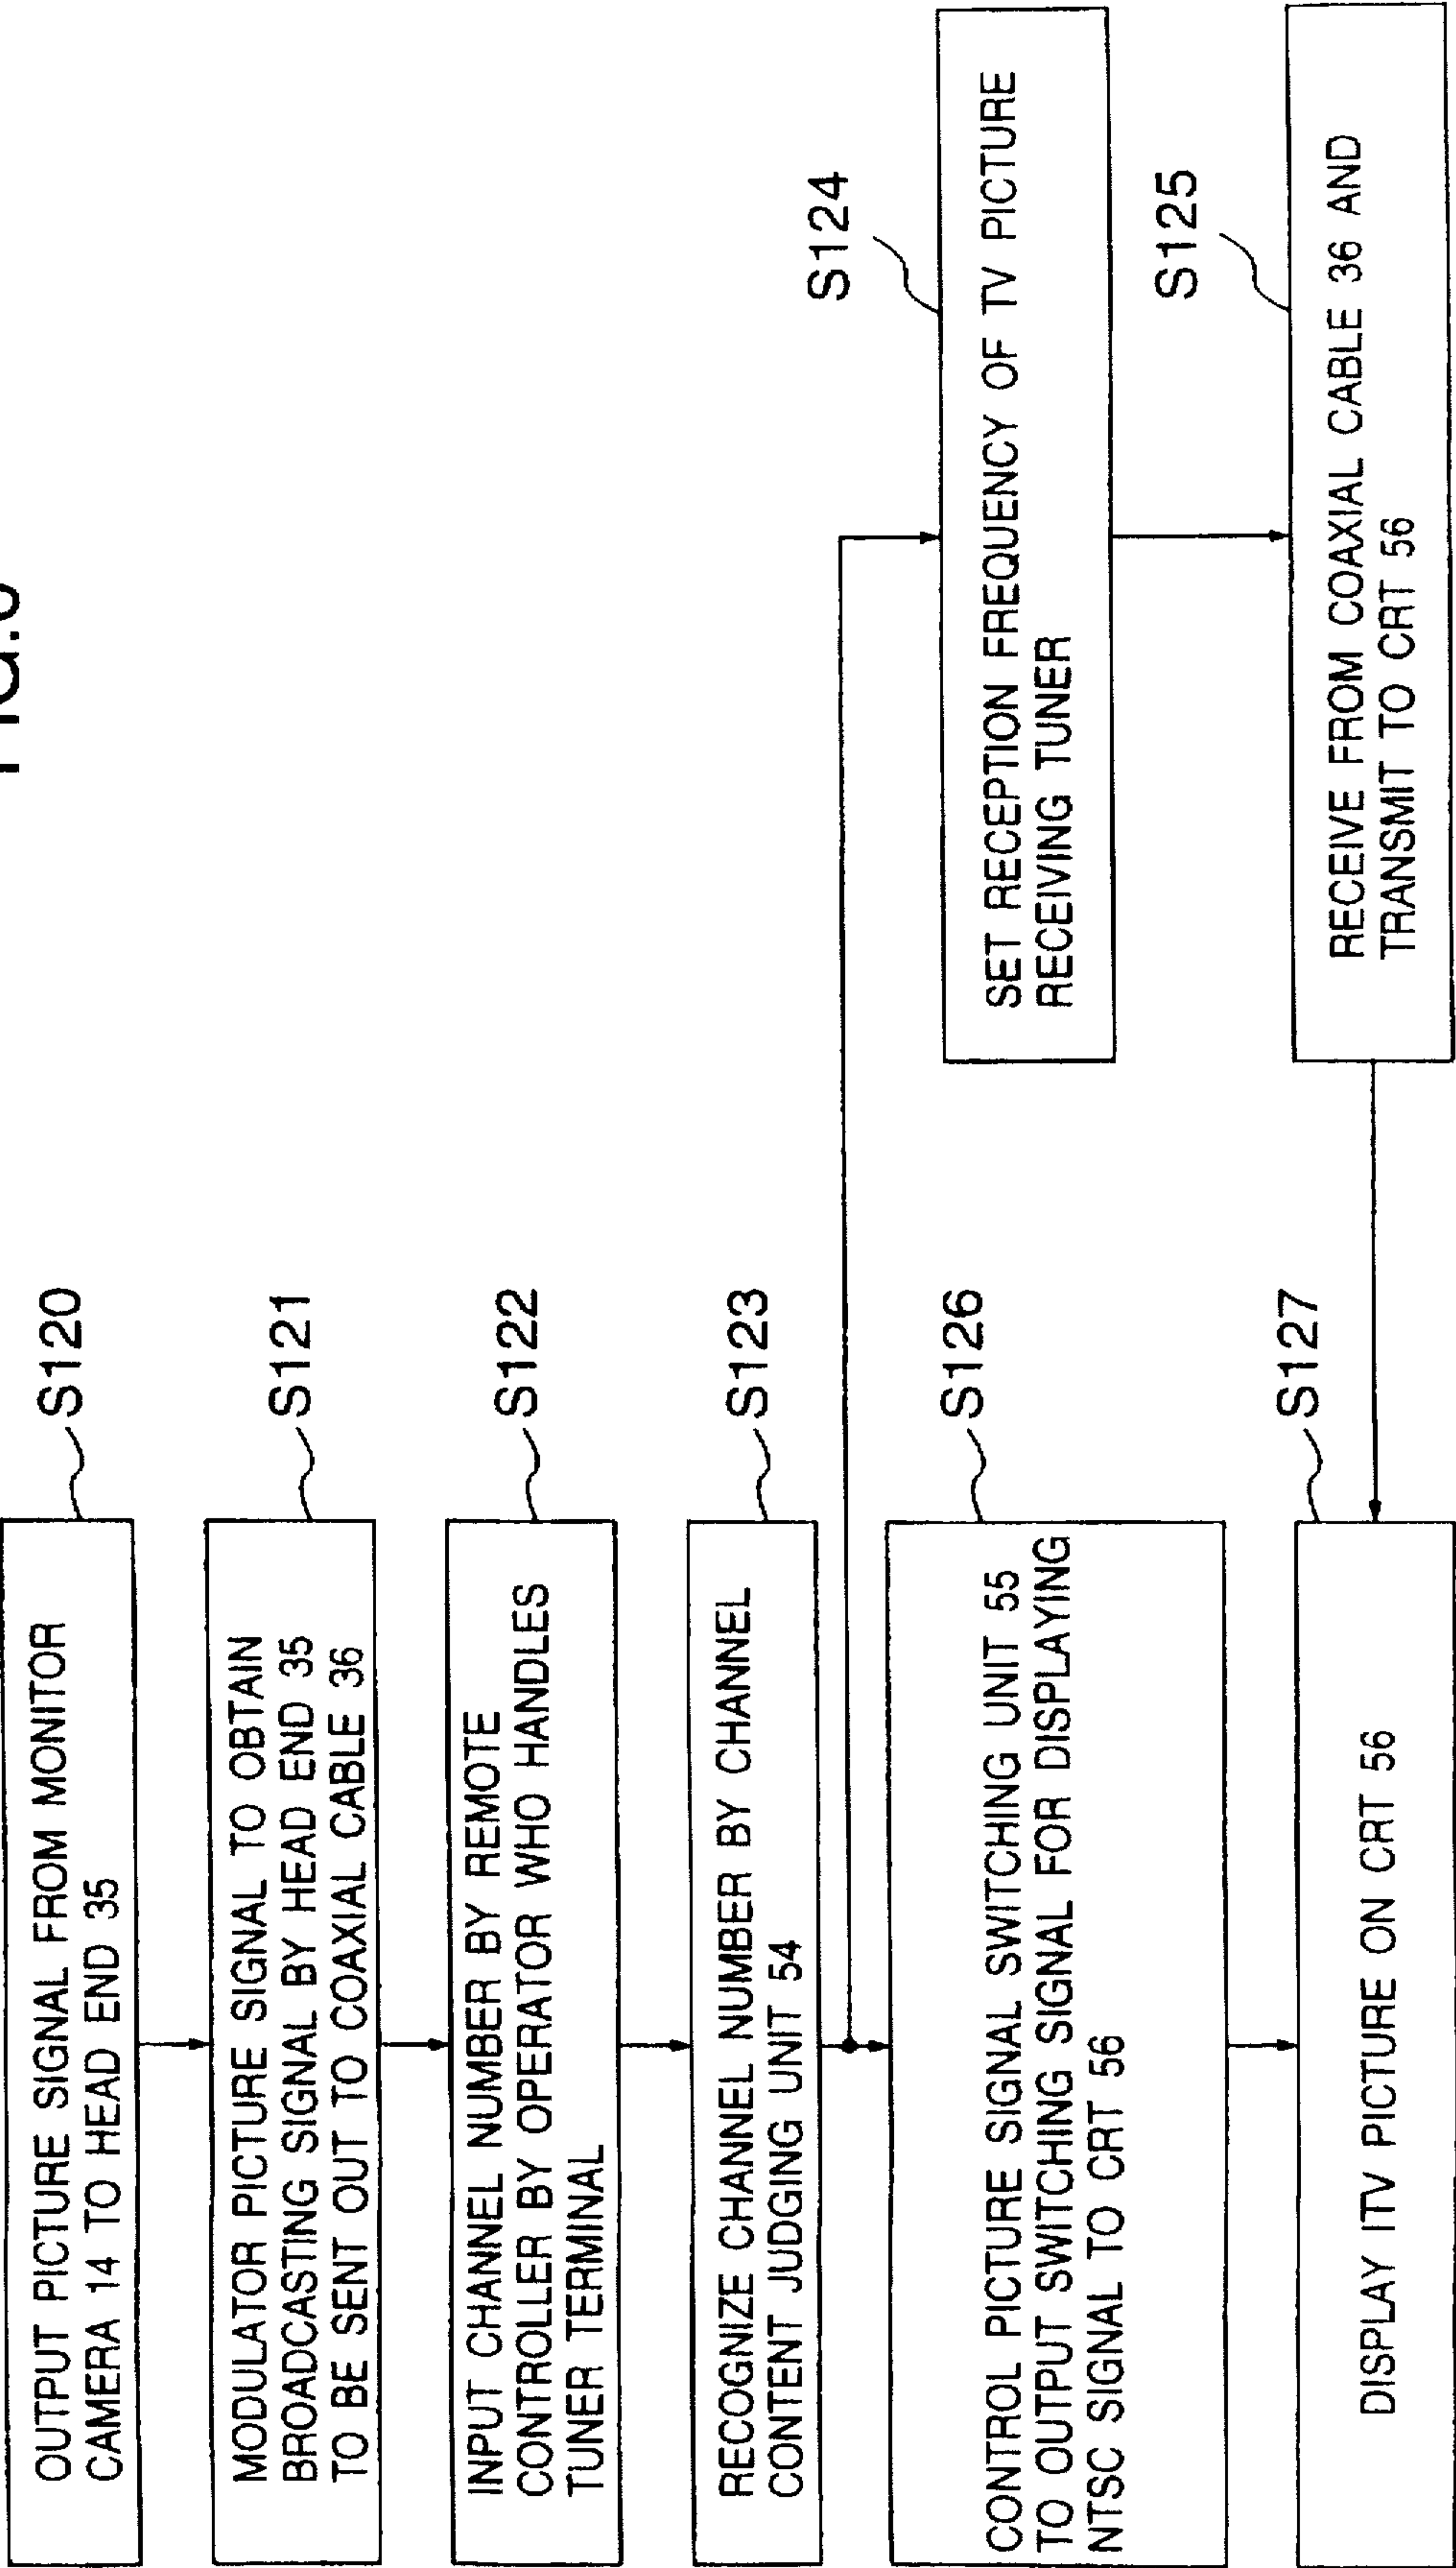 S120
OUTPUT PICTURE SIGNAL FROM MONITOR
CAMERA 14 TO HEAD END 35
S121
MODULATOR PICTURE SIGNAL TO OBTAIN
BROADCASTING SIGNAL BY HEAD END 35
TO BE SENT OUT TO COAXIAL CABLE 36
S122
INPUT CHANNEL NUMBER BY REMOTE
CONTROLLER BY OPERATOR WHO HANDLES
TUNER TERMINAL
S123
RECOGNIZE CHANNEL NUMBER BY CHANNEL
CONTENT JUDGING UNIT 54
S124
SET RECEPTION FREQUENCY OF TV PICTURE
RECEIVING TUNER
S125
RECEIVE FROM COAXIAL CABLE 36 AND
TRANSMIT TO CRT 56
S126
CONTROL PICTURE SIGNAL SWITCHING UNIT 55
TO OUTPUT SWITCHING SIGNAL FOR DISPLAYING
NTSC SIGNAL TO CRT 56
S127
DISPLAY ITV PICTURE ON CRT 56